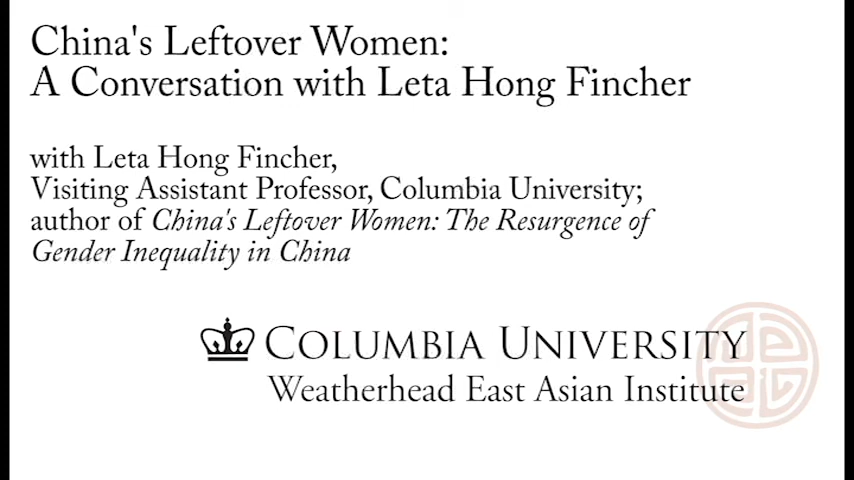 China's Leftover Women:
A Conversation with Leta Hong Fincher
with Leta Hong Fincher,
Visiting Assistant Professor, Columbia University;
author of China's Leftover Women: The Resurgence of
Gender Inequality in China
COLUMBIA UNIVERSITY
Weatherhead East Asian Institute